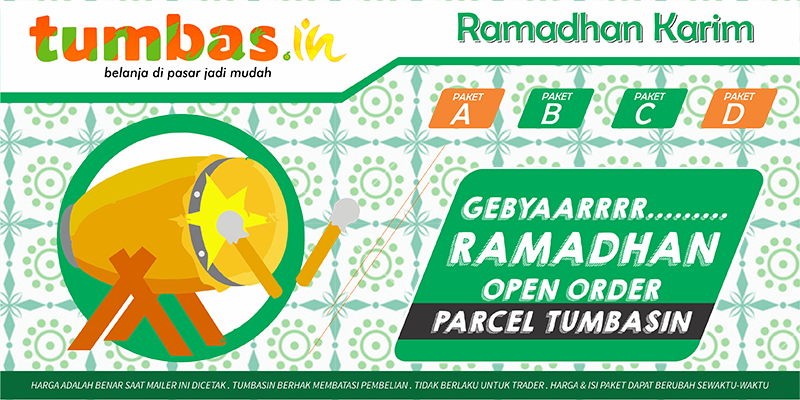 tumbas.in
belanja di pasar jadi mudah
Ramadhan Karim
PAKET A
PAKET B
PAKET C
PAKET D
GEBYAARRRR.........
RAMADHAN
OPEN ORDER
PARCEL TUMBASIN
HARGA ADALAH BENAR SAAT MAILER INI DICETAK . TUMBASIN BERHAK MEMBATASI PEMBELIAN . TIDAK BERLAKU UNTUK TRADER . HARGA & ISI PAKET DAPAT BERUBAH SEWAKTU-WAKTU